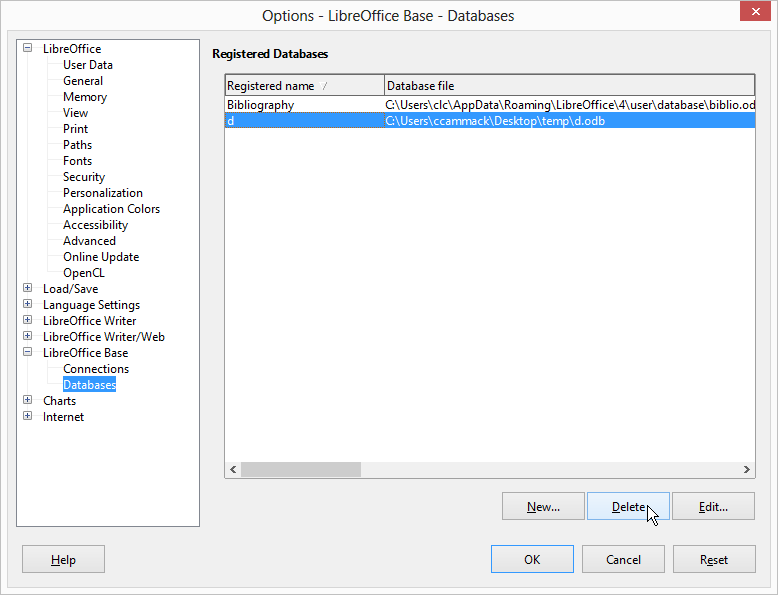 Options - LibreOffice Base - Databases
LibreOffice
User Data
General
Memory
View
Print
Paths
Fonts
Security
Personalization
Application Colors
Accessibility
Advanced
Online Update
OpenCL
Load/Save
Language Settings
LibreOffice Writer
LibreOffice Writer/Web
LibreOffice Base
Connections
Databases
Charts
Internet
Registered Databases
Registered name / Database file
Bibliography C:\Users\clc\AppData\Roaming\LibreOffice\4\user\database\biblio.od
d C:\Users\ccammack\Desktop\temp\d.odb
New... Delete Edit...
Help OK Cancel Reset